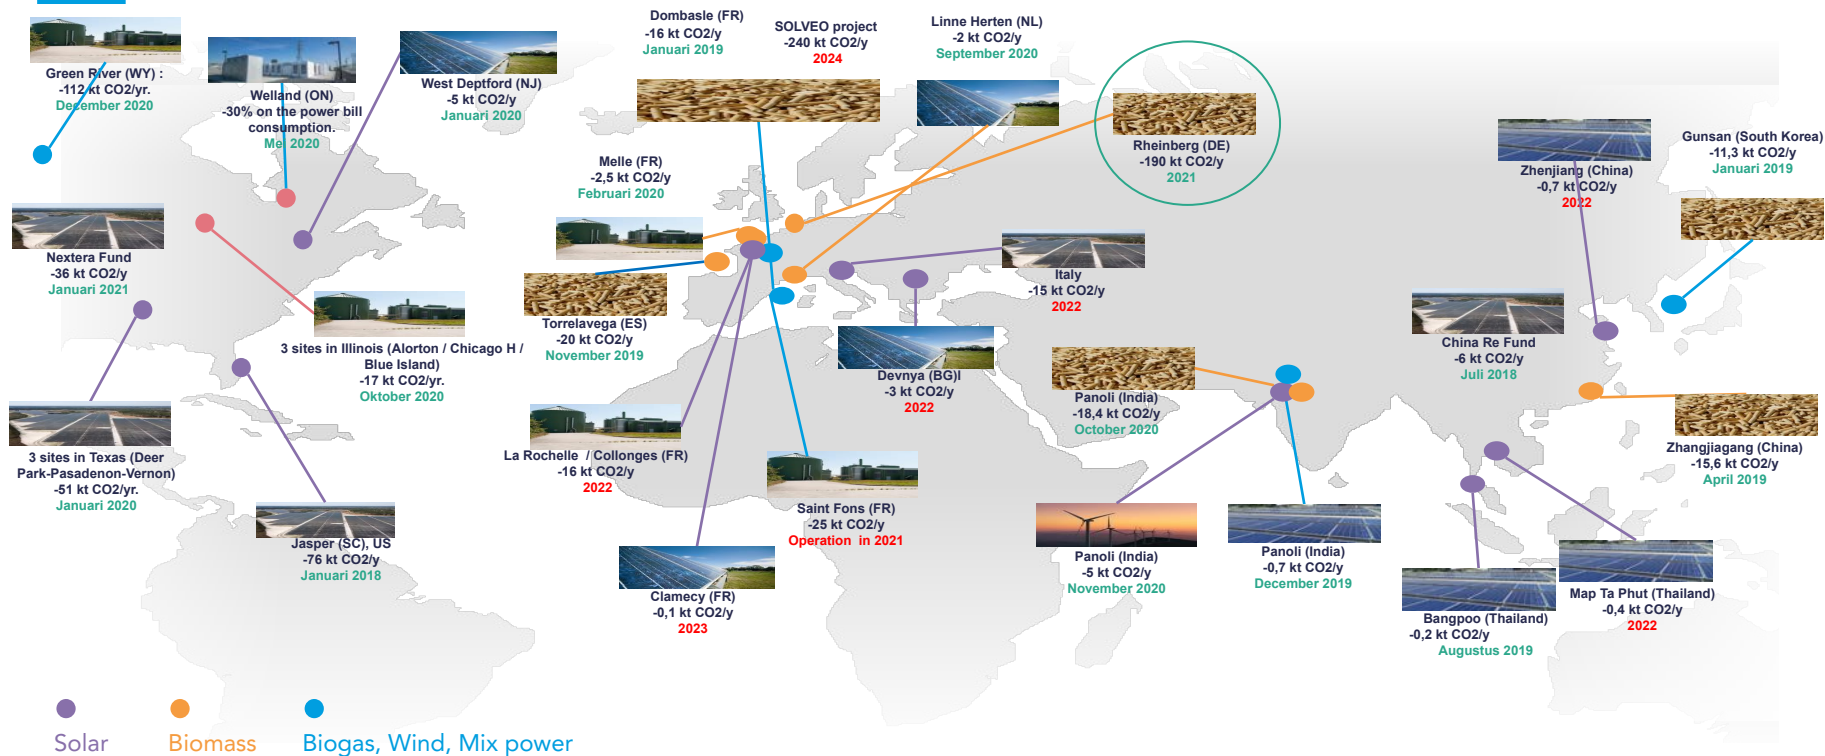 Green River (WY) :
-112 kt CO2/yr.
December 2020
Welland (ON)
-30% on the power bill
consumption.
Mei 2020
West Deptford (NJ)
-5 kt CO2/y
Januari 2020
Dombasle (FR)
-16 kt CO2/y
Januari 2019
SOLVEO project
-240 kt CO2/y
2024
Linne Herten (NL)
-2 kt CO2/y
September 2020
Rheinberg (DE)
-190 kt CO2/y
2021
Zhenjiang (China)
-0,7 kt CO2/y
2022
Gunsan (South Korea)
-11,3 kt CO2/y
Januari 2019
Melle (FR)
-2,5 kt CO2/y
Februari 2020
Nextera Fund
-36 kt CO2/y
Januari 2021
3 sites in Illinois (Alorton / Chicago H /
Blue Island)
-17 kt CO2/yr.
Oktober 2020
Torrelavega (ES)
-20 kt CO2/y
November 2019
Italy
-15 kt CO2/y
2022
Devnya (BG)l
-3 kt CO2/y
2022
China Re Fund
-6 kt CO2/y
Juli 2018
Panoli (India)
-18,4 kt CO2/y
October 2020
3 sites in Texas (Deer
Park-Pasadenon-Vernon)
-51 kt CO2/yr.
Januari 2020
La Rochelle / Collonges (FR)
-16 kt CO2/y
2022
Zhangjiagang (China)
-15,6 kt CO2/y
April 2019
Jasper (SC), US
-76 kt CO2/y
Januari 2018
Saint Fons (FR)
-25 kt CO2/y
Operation in 2021
Clamecy (FR)
-0,1 kt CO2/y
2023
Panoli (India)
-5 kt CO2/y
November 2020
Panoli (India)
-0,7 kt CO2/y
December 2019
Bangpoo (Thailand)
-0,2 kt CO2/y
Augustus 2019
Map Ta Phut (Thailand)
-0,4 kt CO2/y
2022
Solar
Biomass
Biogas, Wind, Mix power